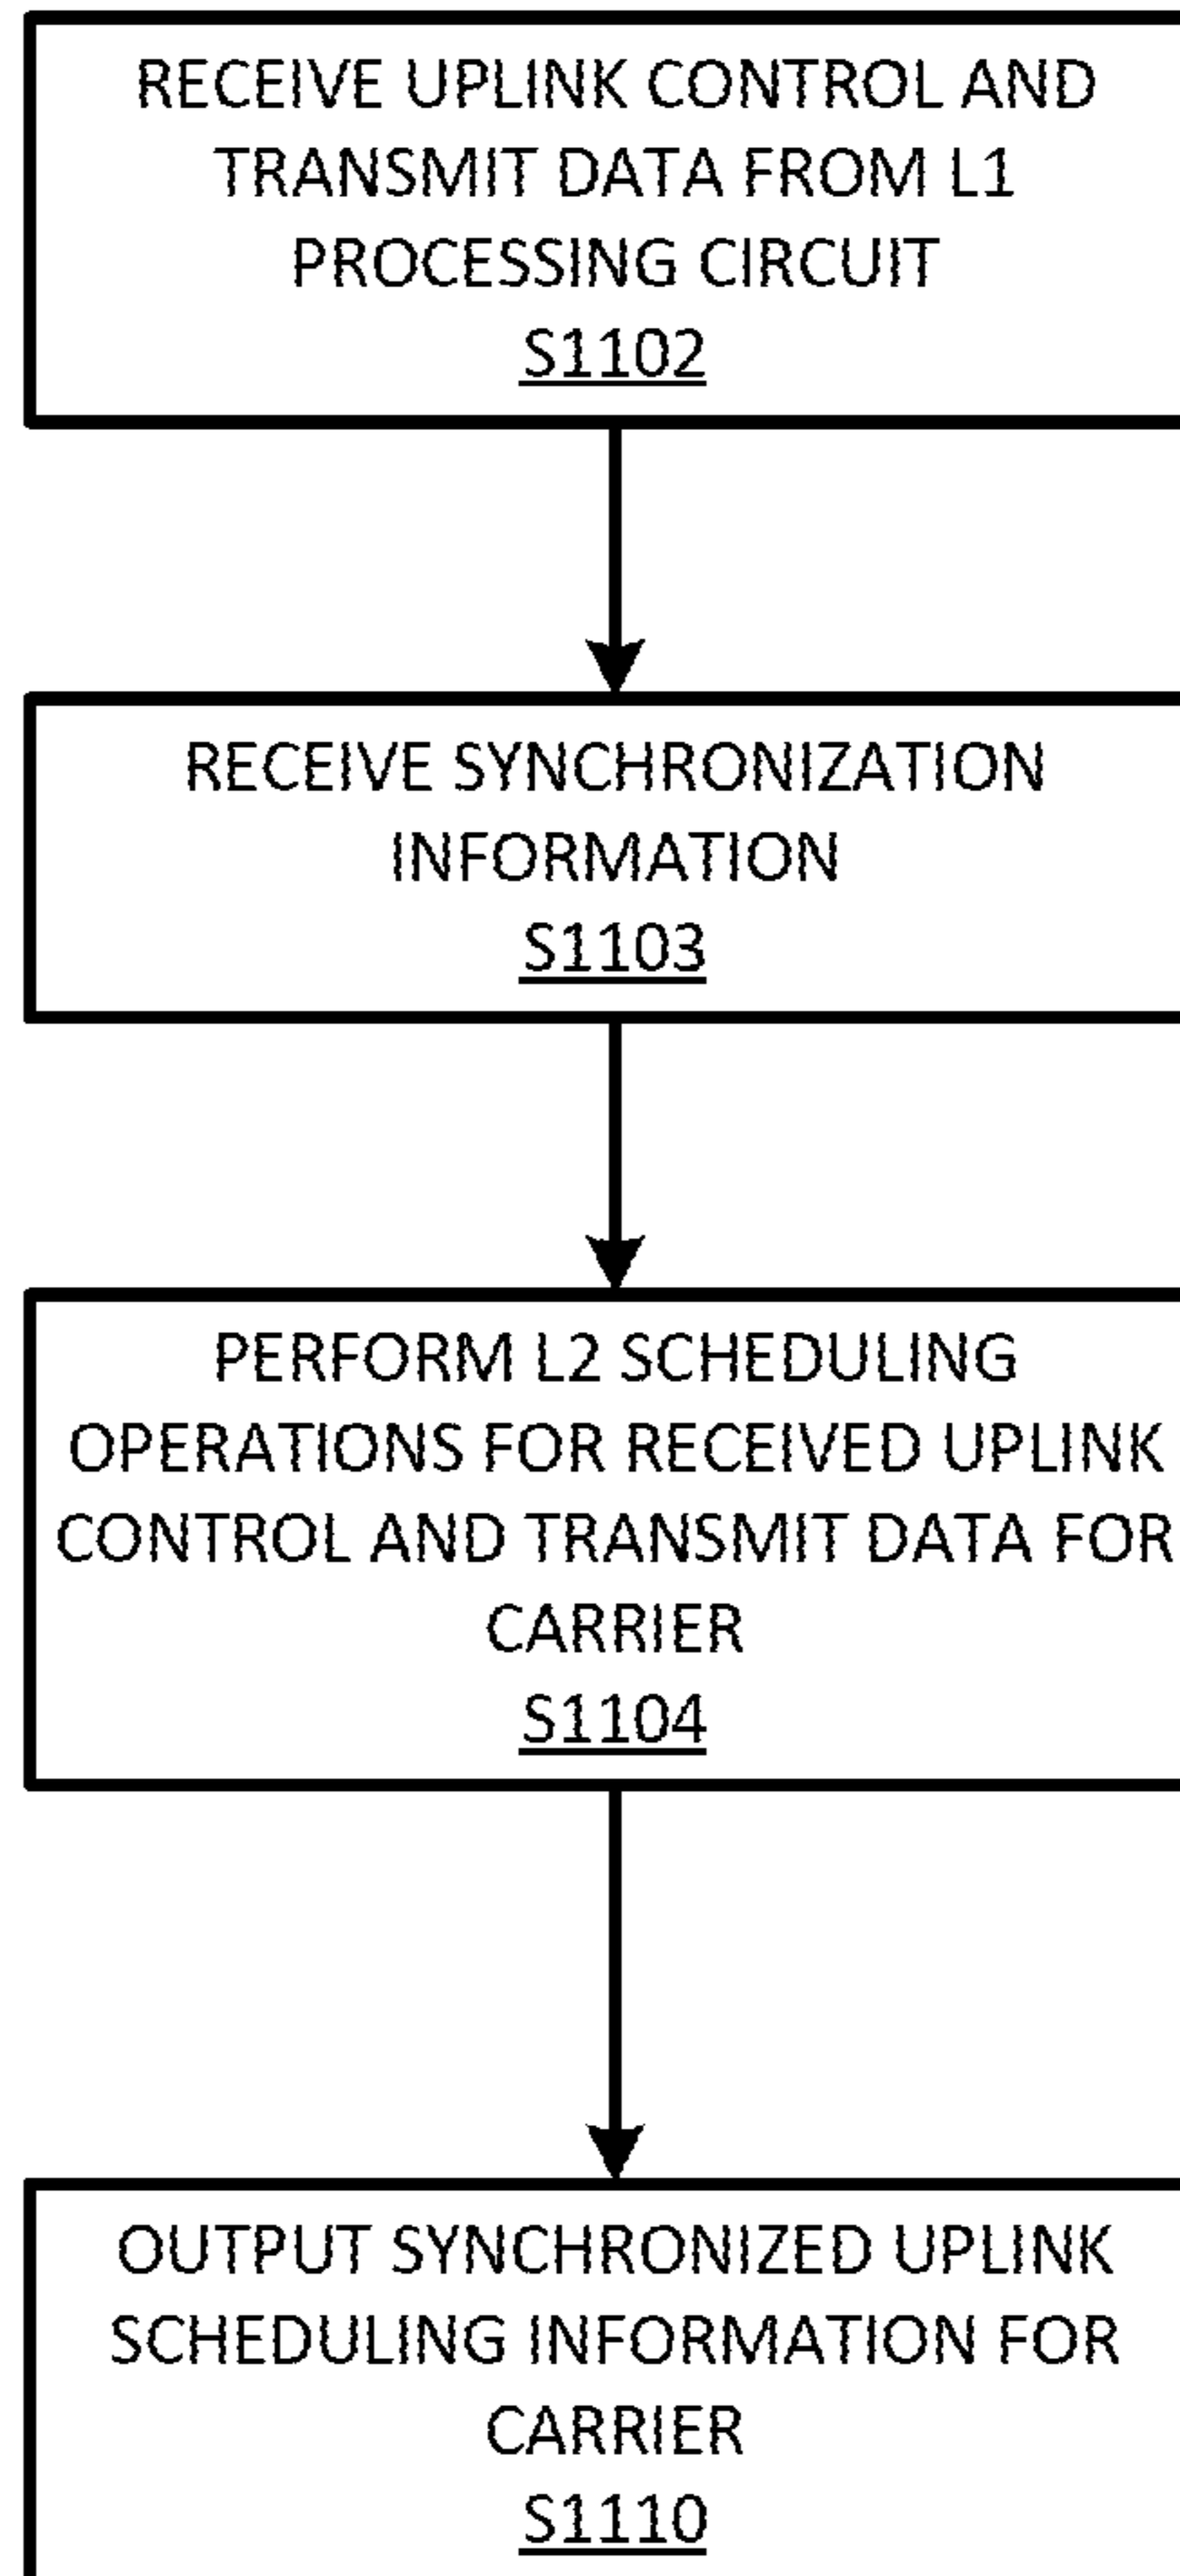 RECEIVE UPLINK CONTROL AND
TRANSMIT DATA FROM L1
PROCESSING CIRCUIT
S1102
RECEIVE SYNCHRONIZATION
INFORMATION
S1103
PERFORM L2 SCHEDULING
OPERATIONS FOR RECEIVED UPLINK
CONTROL AND TRANSMIT DATA FOR
CARRIER
S1104
OUTPUT SYNCHRONIZED UPLINK
SCHEDULING INFORMATION FOR
CARRIER
S1110